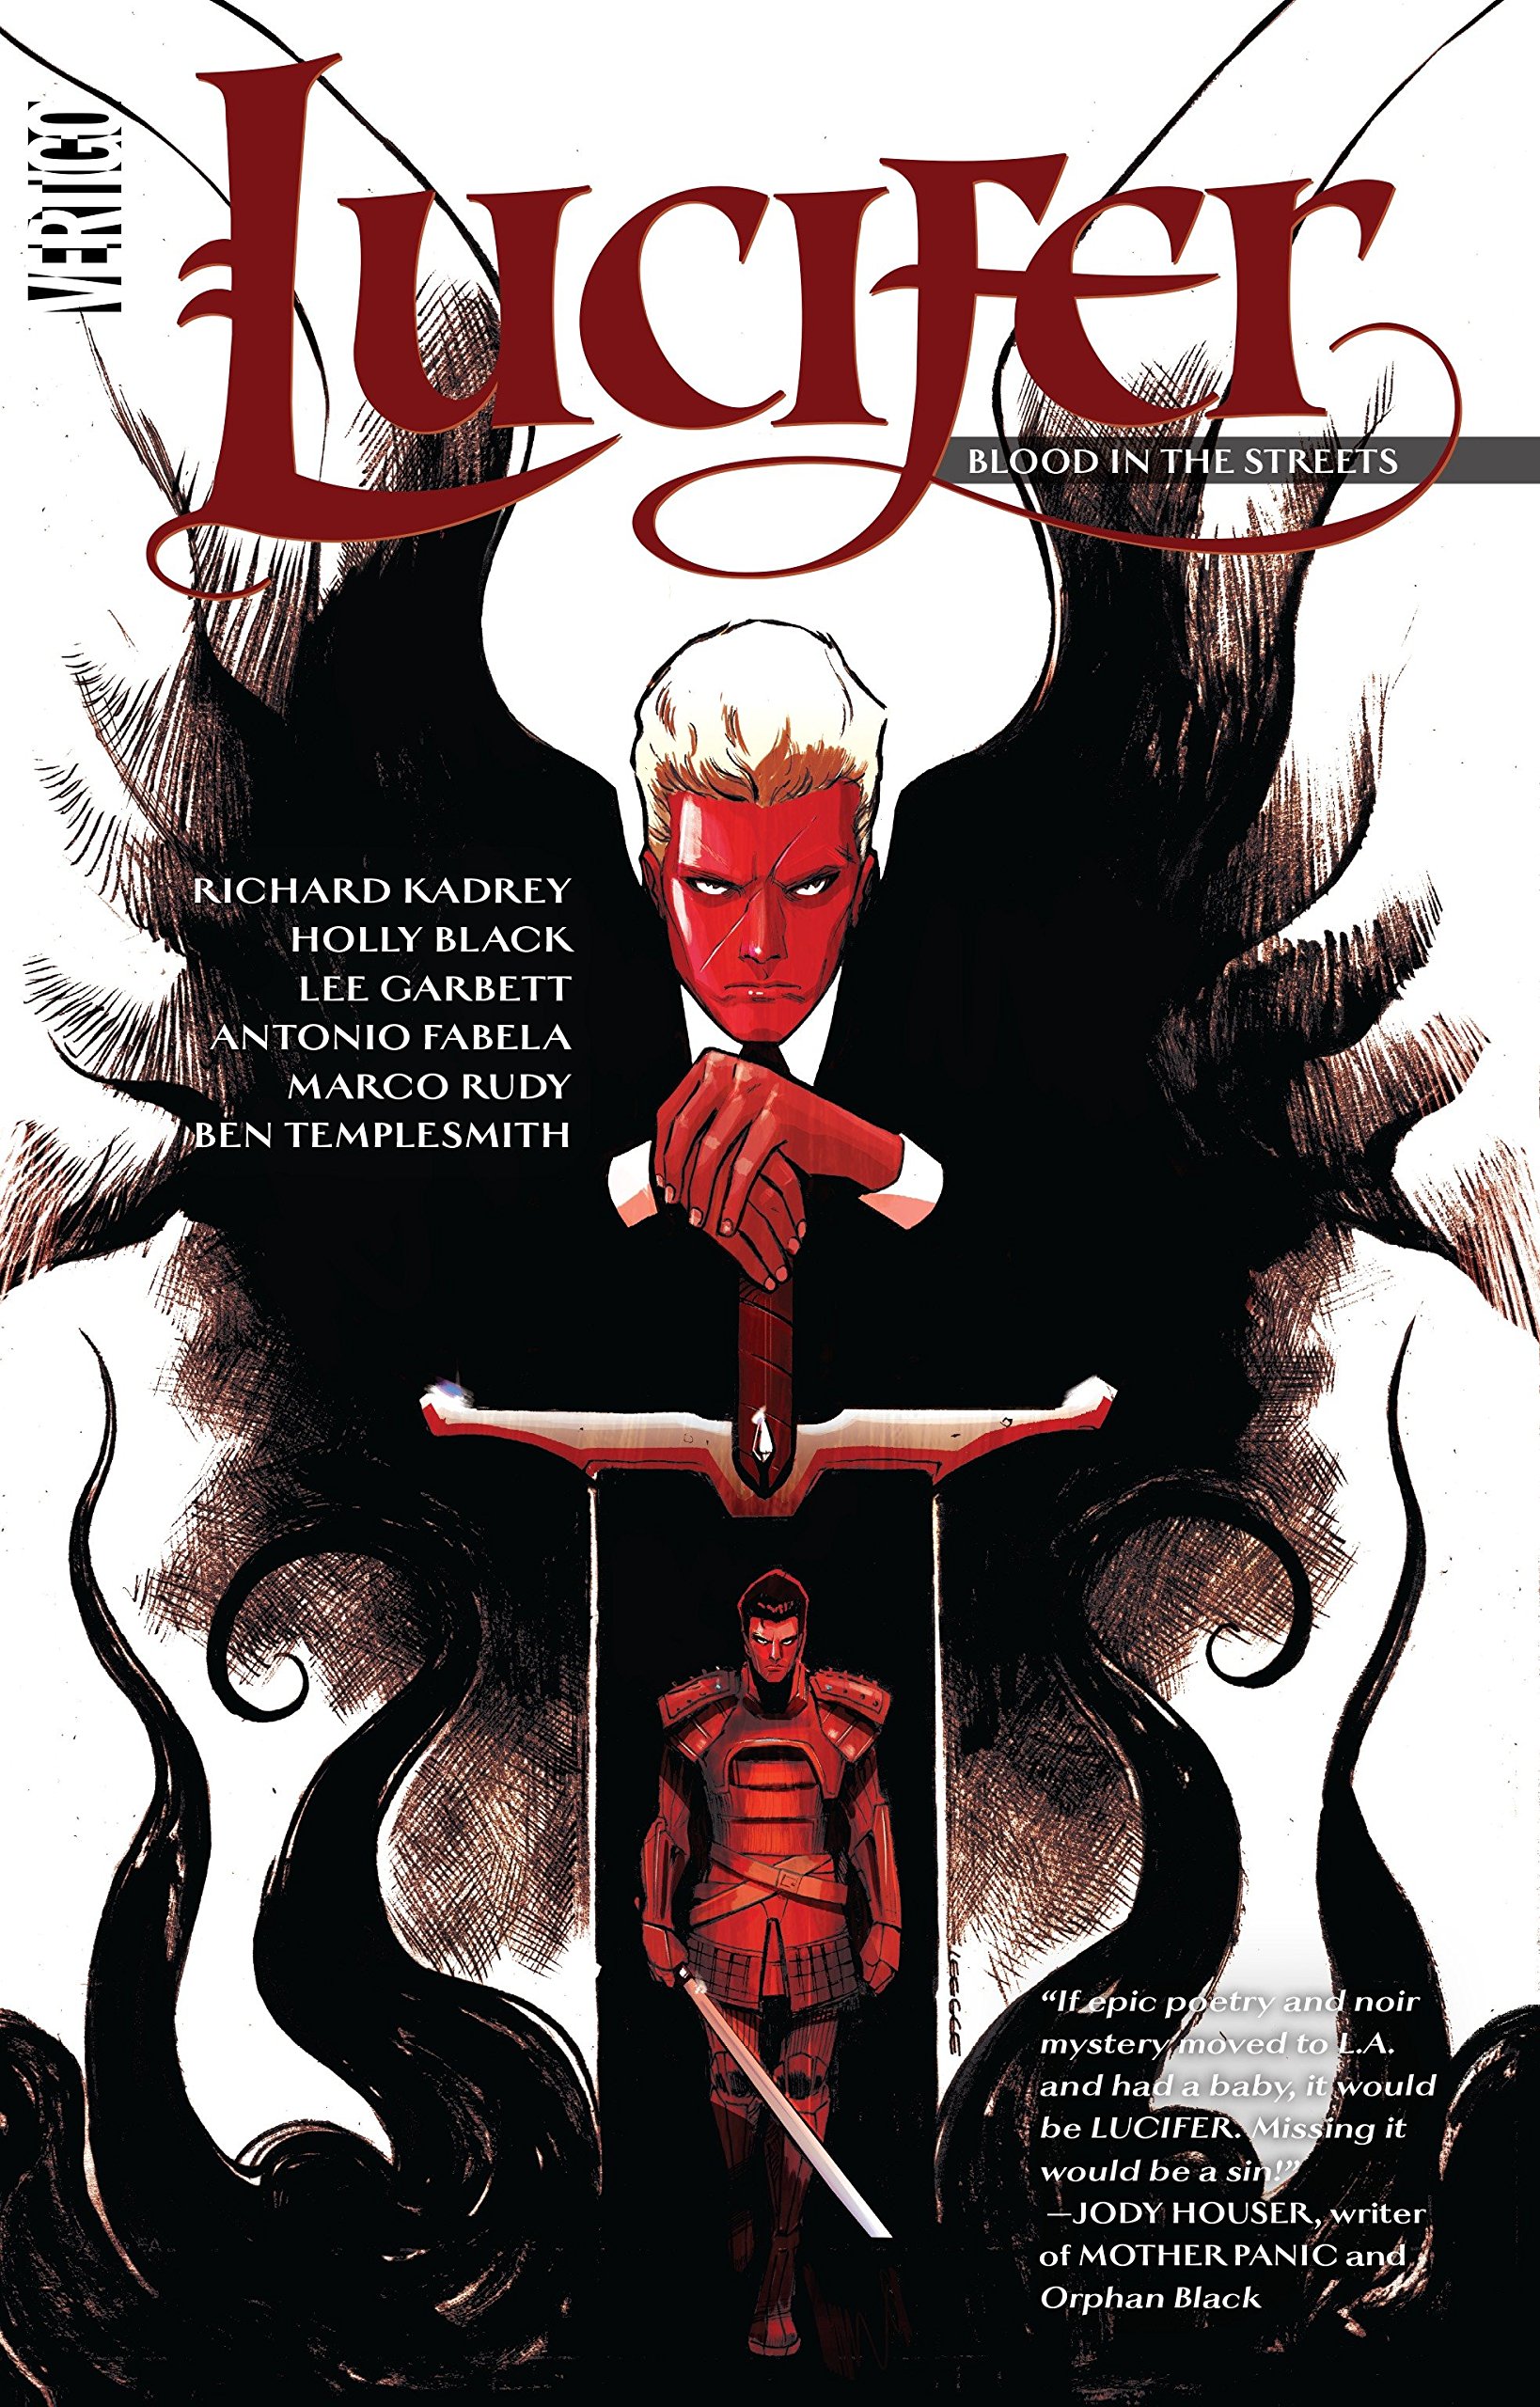 VERTIGO
LUCIFER
BLOOD IN THE STREETS
RICHARD KADREY
HOLLY BLACK
LEE GARBETT
ANTONIO FABELA
MARCO RUDY
BEN TEMPLESMITH
“If epic poetry and noir
mystery moved to L.A.
and had a baby, it would
be LUCIFER. Missing it
would be a sin!”
—JODY HOUSER, writer
of MOTHER PANIC and
Orphan Black